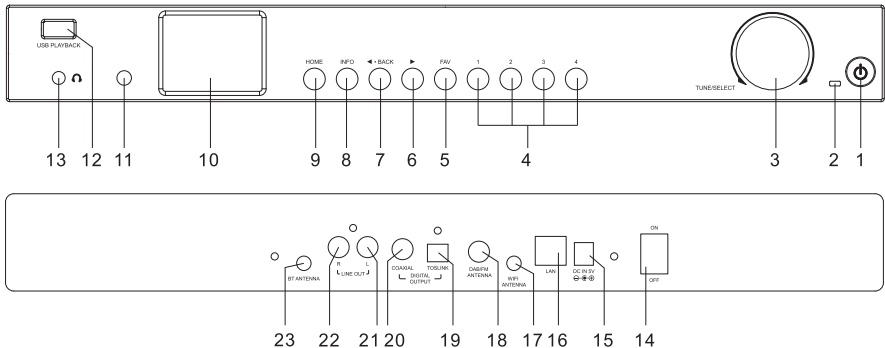 USB PLAYBACK
HOME INFO ◄ • BACK ► FAV 1 2 3 4
TUNE/SELECT
13 12 11 10 9 8 7 6 5 4 3 2 1
BT ANTENNA
R L
LINE OUT
COAXIAL TOSLINK
DIGITAL
OUTPUT
DAB/FM
ANTENNA
WIFI
ANTENNA
LAN
DC IN 5V
ON
OFF
23 22 21 20 19 18 17 16 15 14